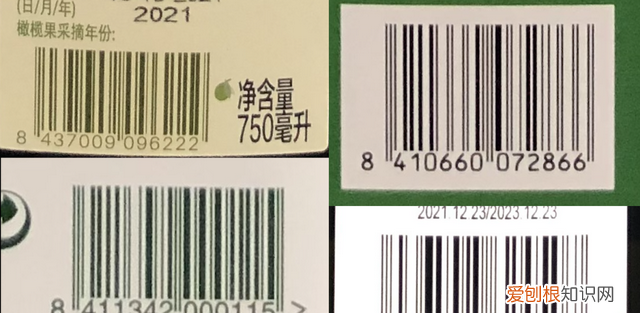 (日/月/年)
2021
橄榄果采摘年份:
8 437009 096222
净含量
750毫升
8 410660 072866
8 411342 000115 >
2021.12 23/2023.12 23
爱刨根知识网